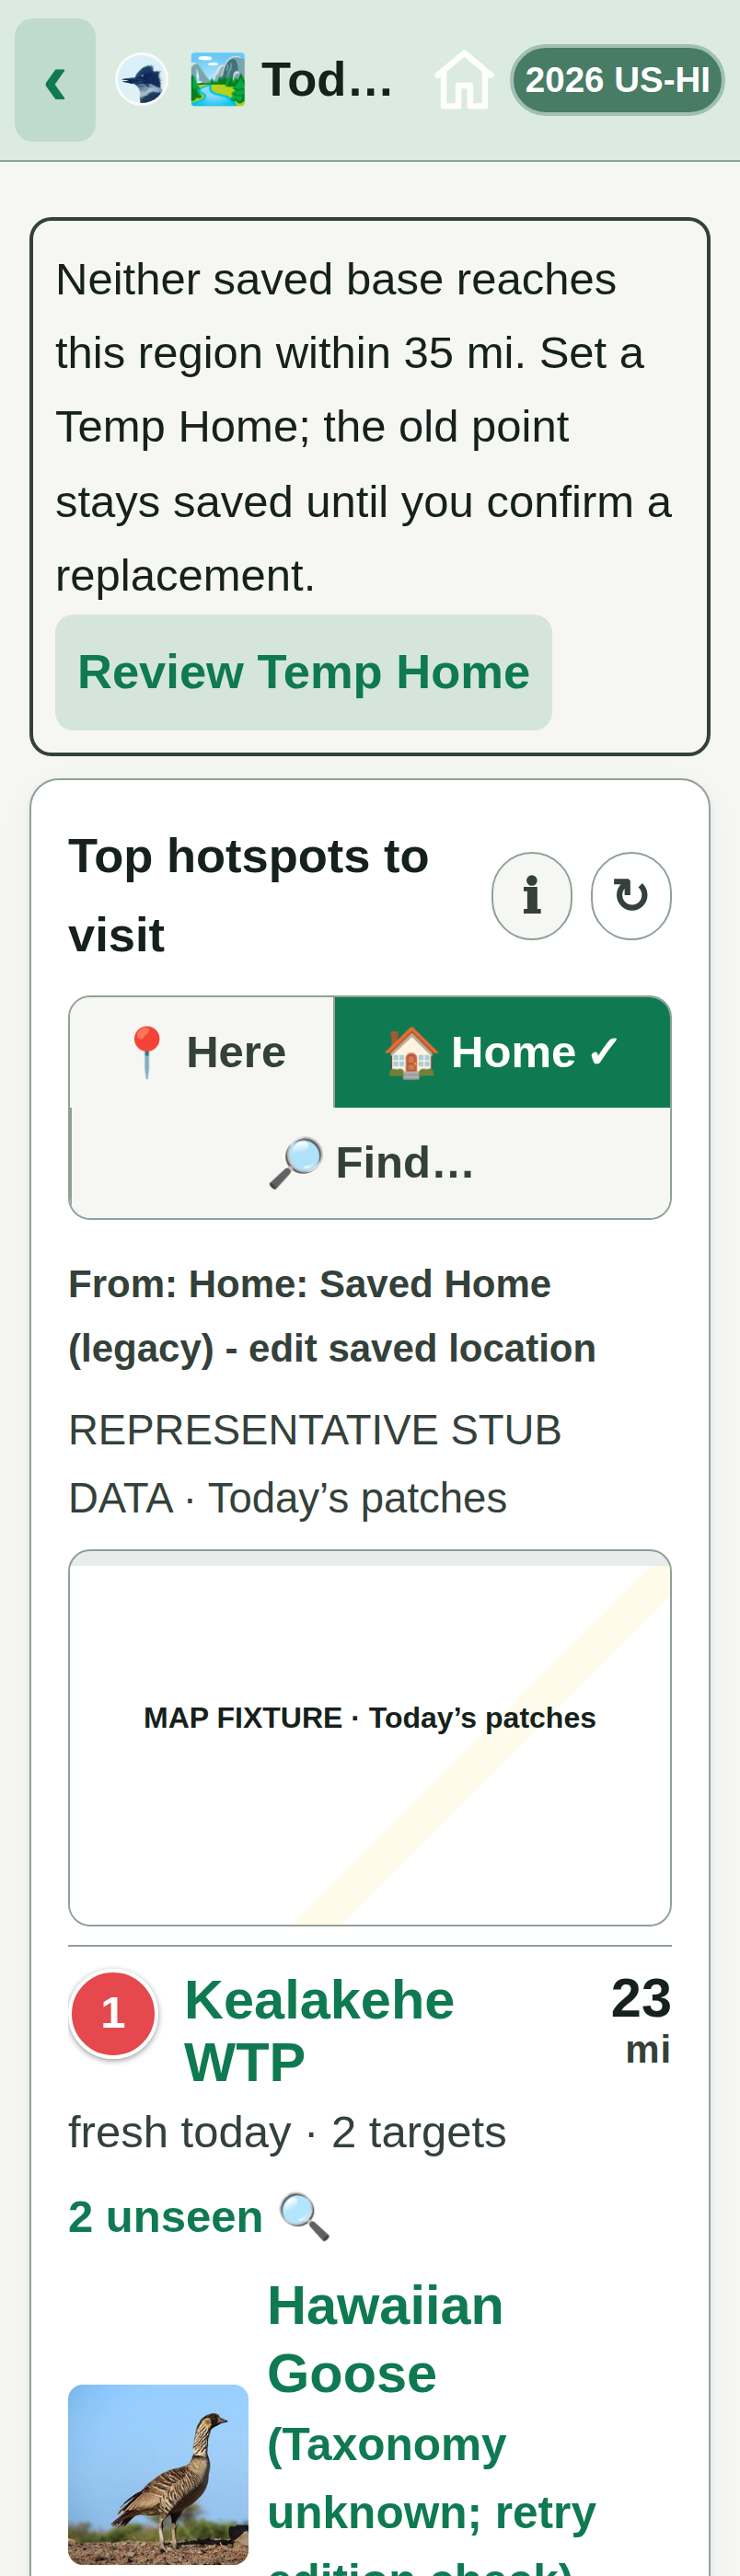 ‹ Tod… 2026 US-HI
Neither saved base reaches
this region within 35 mi. Set a
Temp Home; the old point
stays saved until you confirm a
replacement.
Review Temp Home
Top hotspots to
visit
i ↻
📍 Here 🏠 Home ✓
🔎 Find…
From: Home: Saved Home
(legacy) - edit saved location
REPRESENTATIVE STUB
DATA · Today’s patches
MAP FIXTURE · Today’s patches
1 Kealakehe 23
WTP mi
fresh today · 2 targets
2 unseen 🔍
Hawaiian
Goose
(Taxonomy
unknown; retry
edition check)